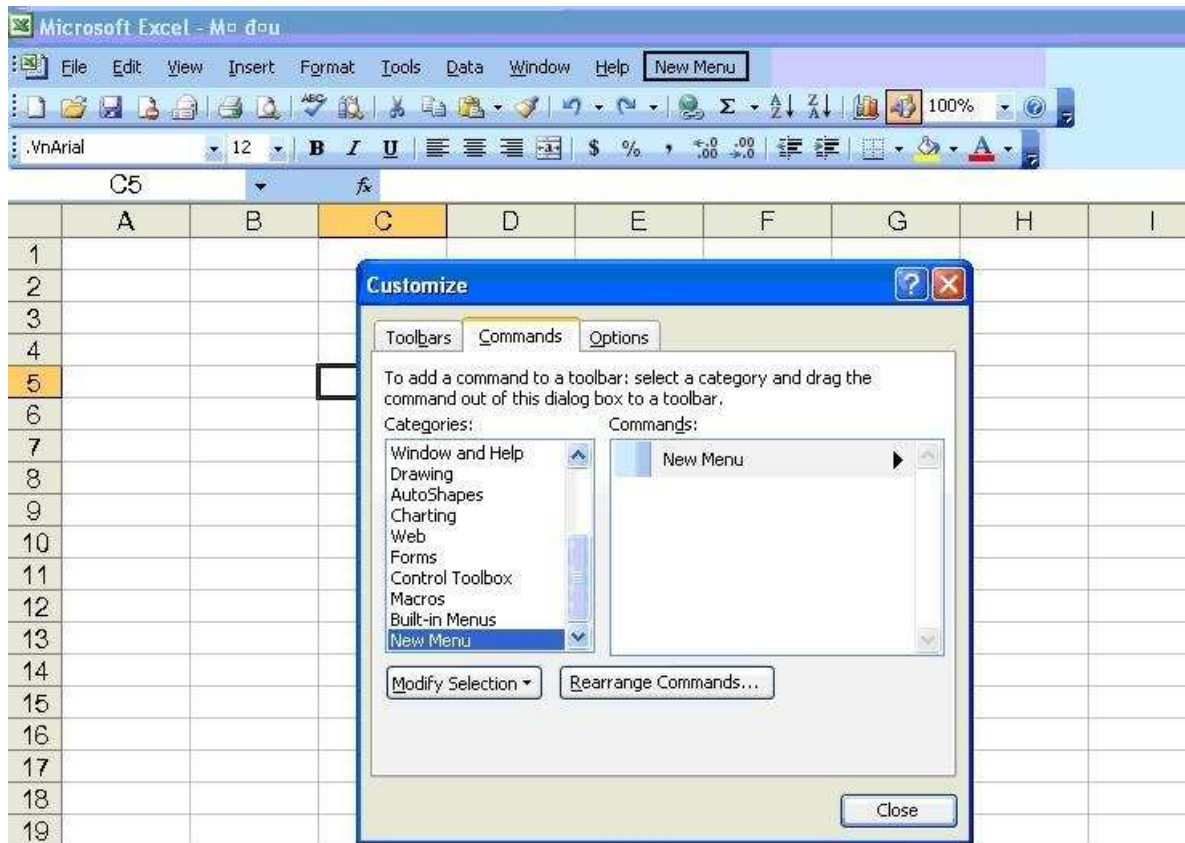 Microsoft Excel - M¤ đ¤u
File Edit View Insert Format Tools Data Window Help New Menu
ABC Σ A Z Z A 100% ?
.VnArial 12 B I U $ % , .00 .00 A
C5 fx
A B C D E F G H I
1
2 Customize
3
4 Toolbars Commands Options
5 To add a command to a toolbar: select a category and drag the
command out of this dialog box to a toolbar.
6 Categories: Commands:
7 Window and Help New Menu
8 Drawing
AutoShapes
9 Charting
10 Web
Forms
11 Control Toolbox
12 Macros
Built-in Menus
13 New Menu
14 Modify Selection Rearrange Commands...
15
16
17
18 Close
19